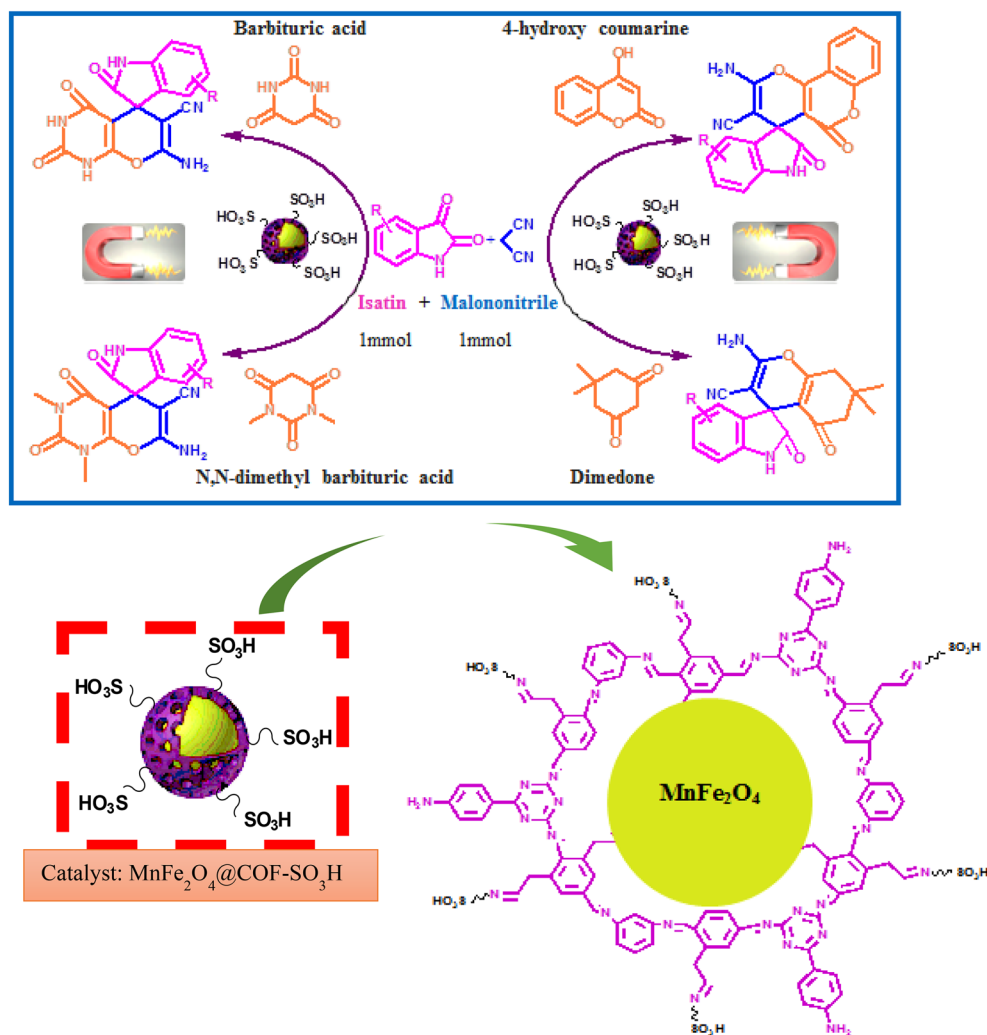 Barbituric acid
4-hydroxy coumarine
HN
O
R
O
HN
O
N
H
O
CN
NH₂
O
HN
NH
O
O
OH
O
O
H₂N
O
NC
O
O
R
O
NH
HO₃S
SO₃H
SO₃H
HO₃S
SO₃H
R
O
O
N
H
+
CN
CN
HO₃S
SO₃H
SO₃H
HO₃S
SO₃H
Isatin + Malononitrile
1mmol 1mmol
HN
O
R
O
N
O
N
O
CN
NH₂
O
O
N
N
O
O
O
H₂N
O
NC
R
O
O
N
H
N,N-dimethyl barbituric acid
Dimedone
SO₃H
HO₃S
SO₃H
HO₃S
SO₃H
Catalyst: MnFe₂O₄@COF-SO₃H
NH₂
HO₃S
N
SO₃H
N
HO₃S
N
N
N
N
N
N
N
N
N
H₂N
N
N
N
N
MnFe₂O₄
N
N
HO₃S
N
N
SO₃H
N
N
N
N
N
N
N
N
SO₃H
NH₂